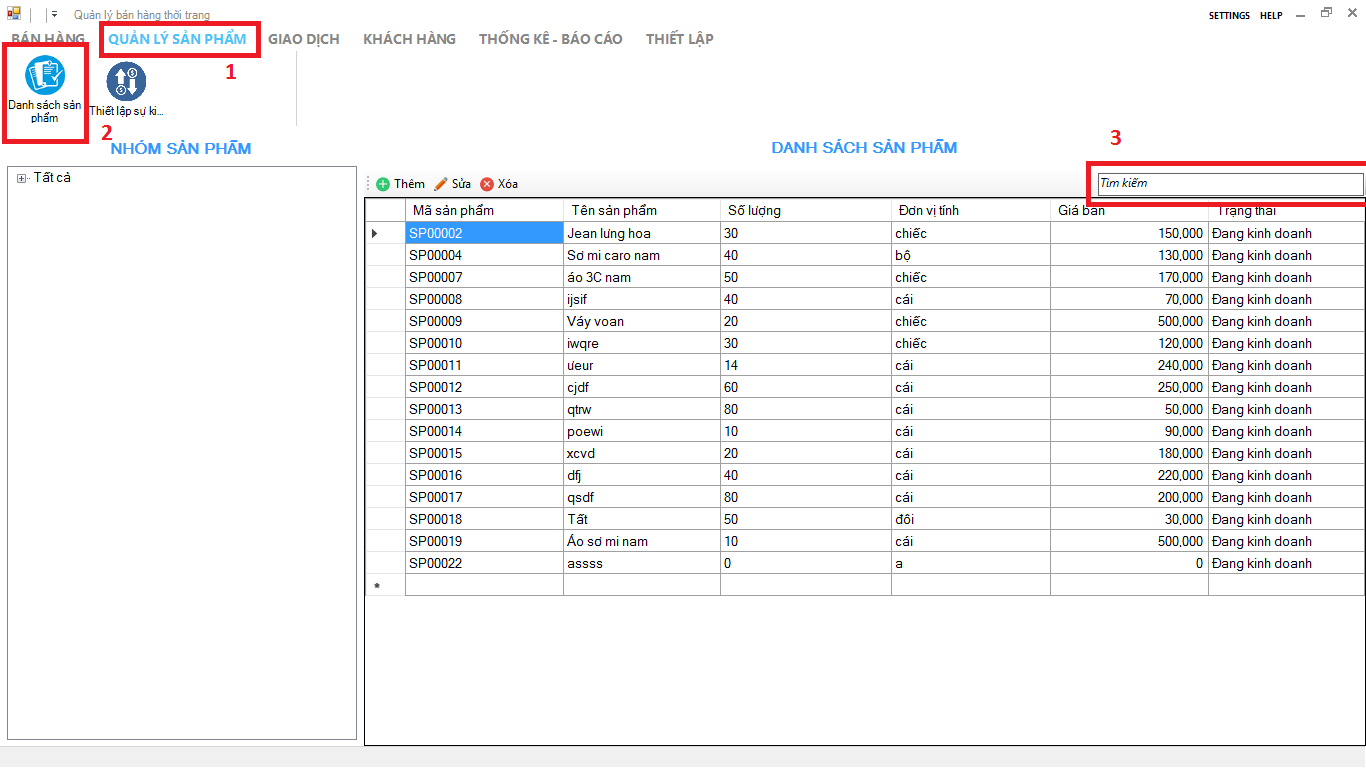 Quản lý bán hàng thời trang
SETTINGS HELP
BÁN HÀNG QUẢN LÝ SẢN PHẨM GIAO DỊCH KHÁCH HÀNG THỐNG KÊ - BÁO CÁO THIẾT LẬP
1
Danh sách sản
phẩm
Thiết lập sự ki...
2
3
NHÓM SẢN PHẨM
DANH SÁCH SẢN PHẨM
Tất cả
Thêm Sửa Xóa
Tìm kiếm
Mã sản phẩm Tên sản phẩm Số lượng Đơn vị tính Giá bán Trạng thái
SP00002 Jean lưng hoa 30 chiếc 150,000 Đang kinh doanh
SP00004 Sơ mi caro nam 40 bộ 130,000 Đang kinh doanh
SP00007 áo 3C nam 50 chiếc 170,000 Đang kinh doanh
SP00008 ijsif 40 cái 70,000 Đang kinh doanh
SP00009 Váy voan 20 chiếc 500,000 Đang kinh doanh
SP00010 iwqre 30 chiếc 120,000 Đang kinh doanh
SP00011 ưeur 14 cái 240,000 Đang kinh doanh
SP00012 cjdf 60 cái 250,000 Đang kinh doanh
SP00013 qtrw 80 cái 50,000 Đang kinh doanh
SP00014 poewi 10 cái 90,000 Đang kinh doanh
SP00015 xcvd 20 cái 180,000 Đang kinh doanh
SP00016 dfj 40 cái 220,000 Đang kinh doanh
SP00017 qsdf 80 cái 200,000 Đang kinh doanh
SP00018 Tất 50 đôi 30,000 Đang kinh doanh
SP00019 Áo sơ mi nam 10 cái 500,000 Đang kinh doanh
SP00022 assss 0 a 0 Đang kinh doanh